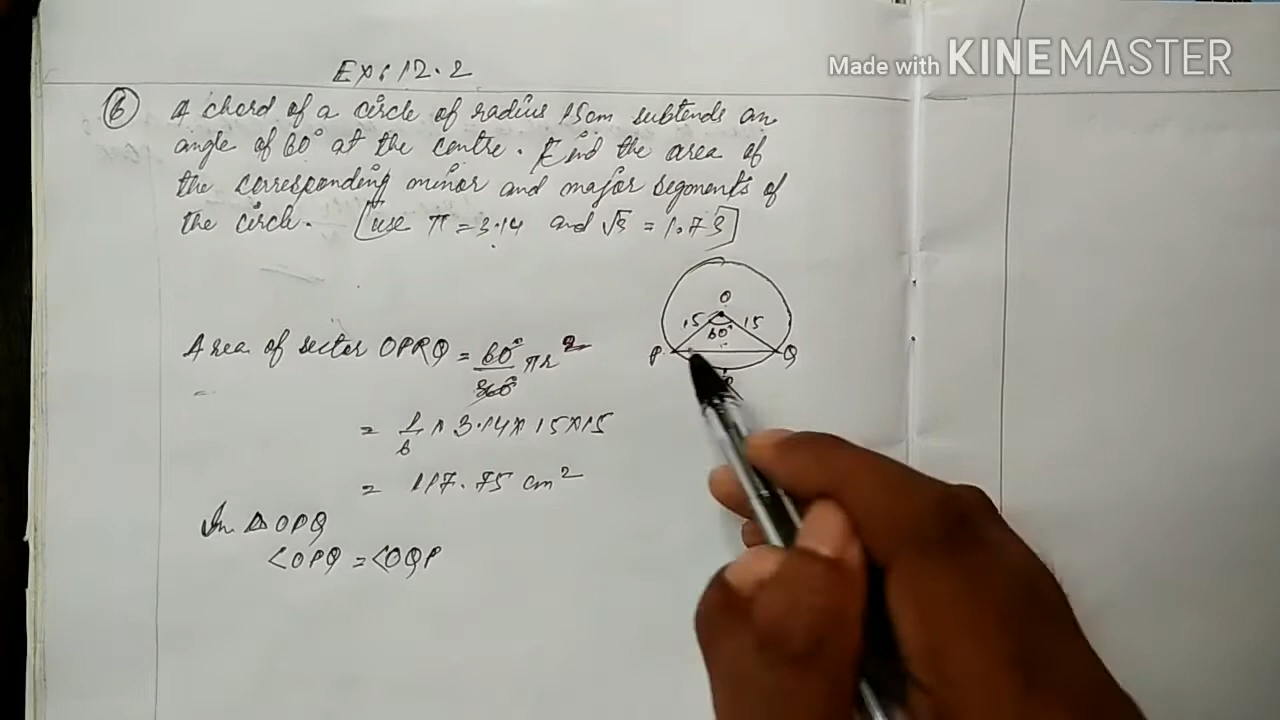 Made with KINEMASTER
Ex: 12.2
⑥ A chord of a circle of radius 15cm subtends an
angle of 60° at the centre. Find the area of
the corresponding minor and major segments of
the circle. [use π = 3.14 and √3 = 1.73]
O
15 15
60°
P Q
R
Area of sector OPRQ = 60°/360° πr²
=
= 1/6 × 3.14 × 15 × 15
= 117.75 cm²
In △OPQ
∠OPQ = ∠OQP